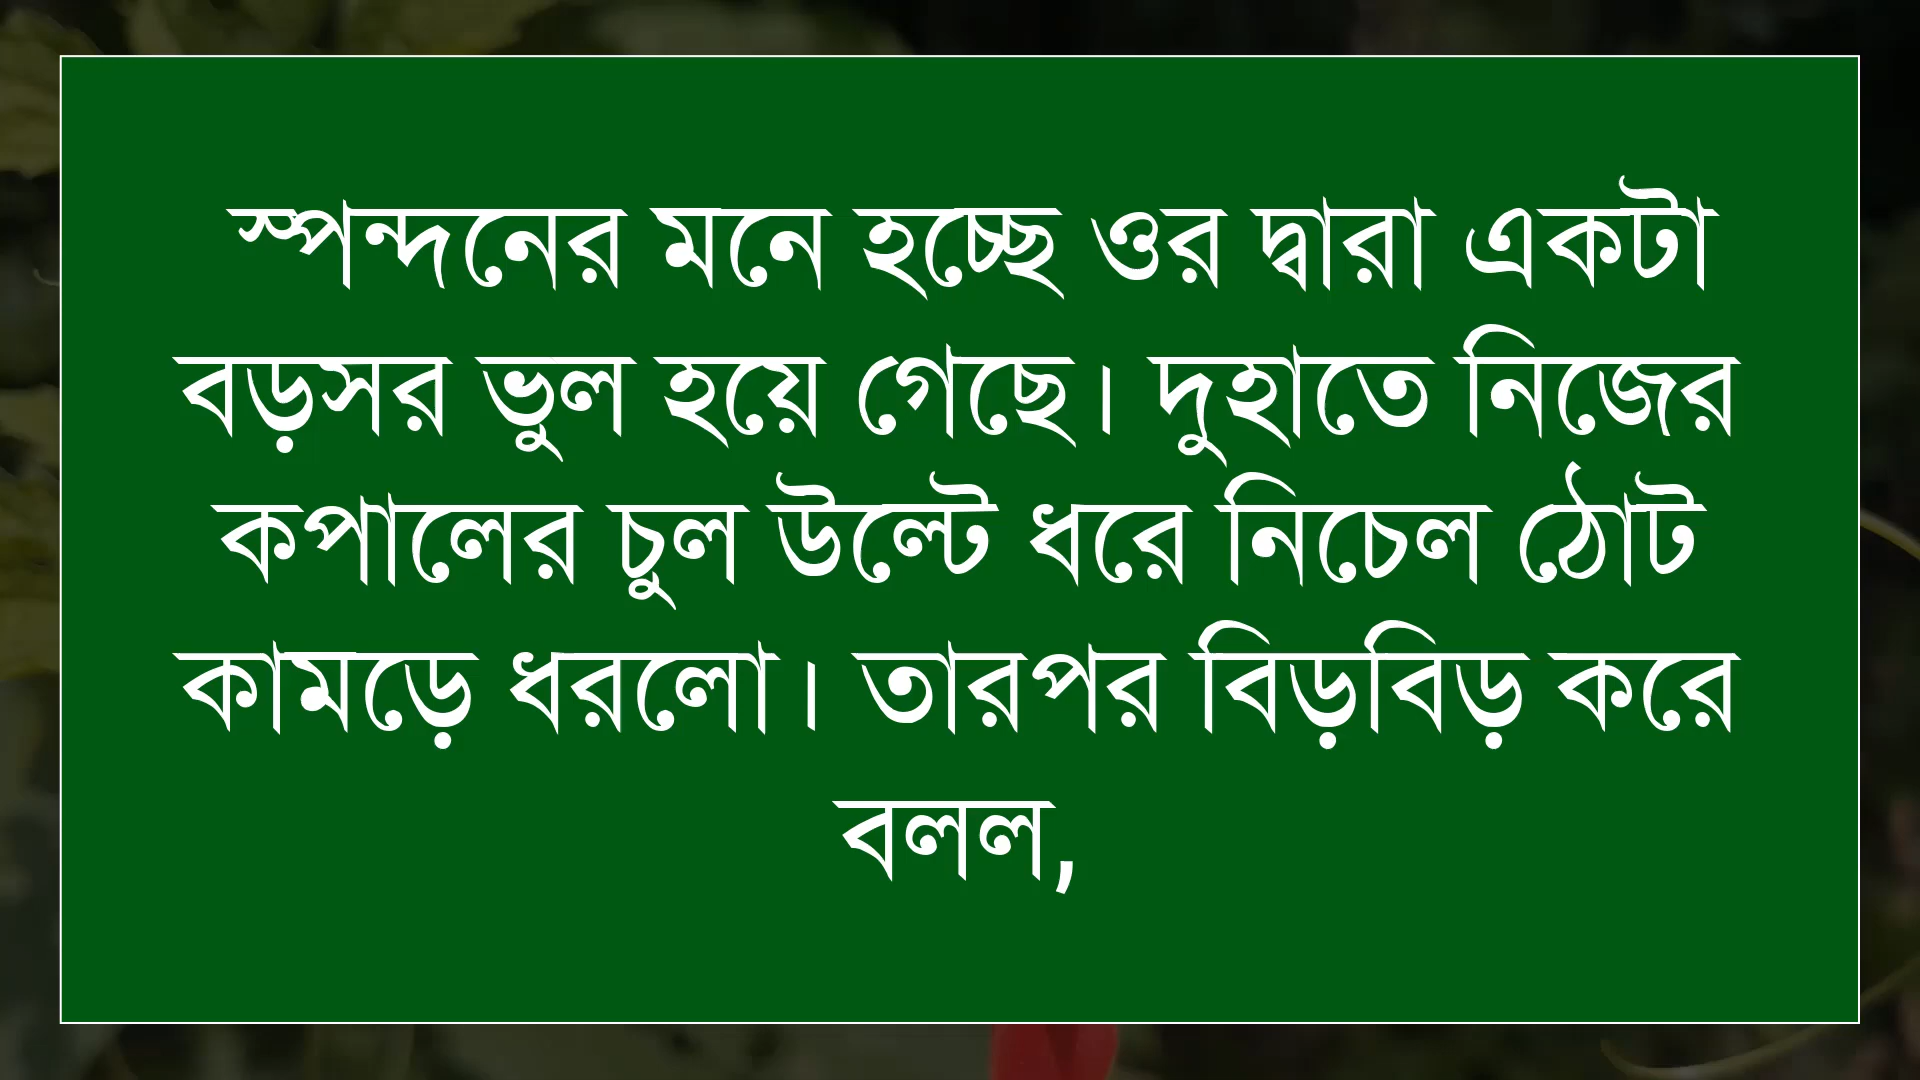 স্পন্দনের মনে হচ্ছে ওর দ্বারা একটা
বড়সর ভুল হয়ে গেছে। দুহাতে নিজের
কপালের চুল উল্টে ধরে নিচেল ঠোট
কামড়ে ধরলো। তারপর বিড়বিড় করে
বলল,